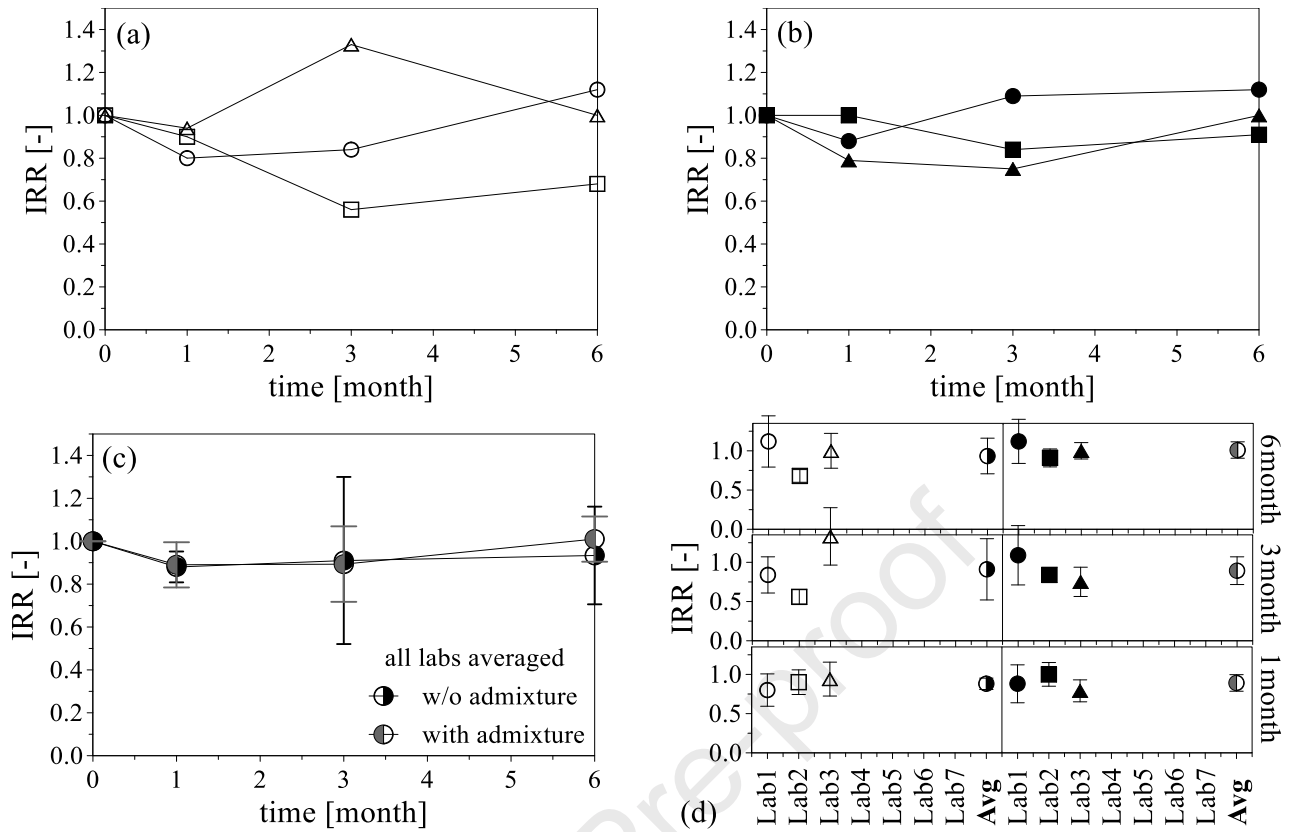 (a)
1.4
1.2
1.0
0.8
0.6
0.4
0.2
0.0
IRR [-]
0 1 2 3 4 5 6
time [month]
(b)
1.4
1.2
1.0
0.8
0.6
0.4
0.2
0.0
IRR [-]
0 1 2 3 4 5 6
time [month]
(c)
1.4
1.2
1.0
0.8
0.6
0.4
0.2
0.0
IRR [-]
all labs averaged
w/o admixture
with admixture
0 1 2 3 4 5 6
time [month]
1.0
0.5
0.0
6month
1.0
0.5
0.0
3month
1.0
0.5
0.0
1month
IRR [-]
(d)
Lab1 Lab2 Lab3 Lab4 Lab5 Lab6 Lab7 Avg Lab1 Lab2 Lab3 Lab4 Lab5 Lab6 Lab7 Avg
Pre-proof